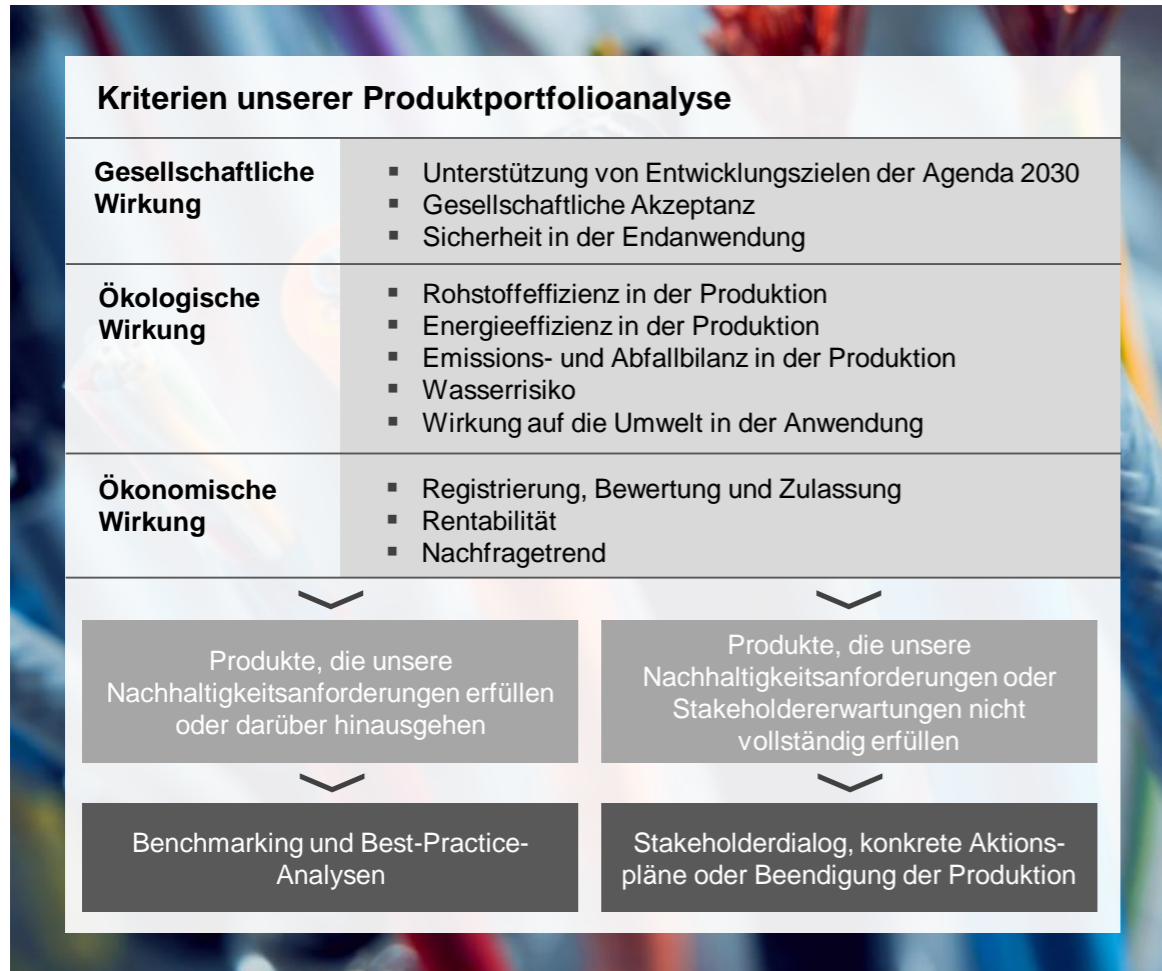 Kriterien unserer Produktportfolioanalyse
Gesellschaftliche
Wirkung
▪ Unterstützung von Entwicklungszielen der Agenda 2030
▪ Gesellschaftliche Akzeptanz
▪ Sicherheit in der Endanwendung
Ökologische
Wirkung
▪ Rohstoffeffizienz in der Produktion
▪ Energieeffizienz in der Produktion
▪ Emissions- und Abfallbilanz in der Produktion
▪ Wasserrisiko
▪ Wirkung auf die Umwelt in der Anwendung
Ökonomische
Wirkung
▪ Registrierung, Bewertung und Zulassung
▪ Rentabilität
▪ Nachfragetrend
Produkte, die unsere
Nachhaltigkeitsanforderungen erfüllen
oder darüber hinausgehen
Produkte, die unsere
Nachhaltigkeitsanforderungen oder
Stakeholdererwartungen nicht
vollständig erfüllen
Benchmarking und Best-Practice-
Analysen
Stakeholderdialog, konkrete Aktions-
pläne oder Beendigung der Produktion